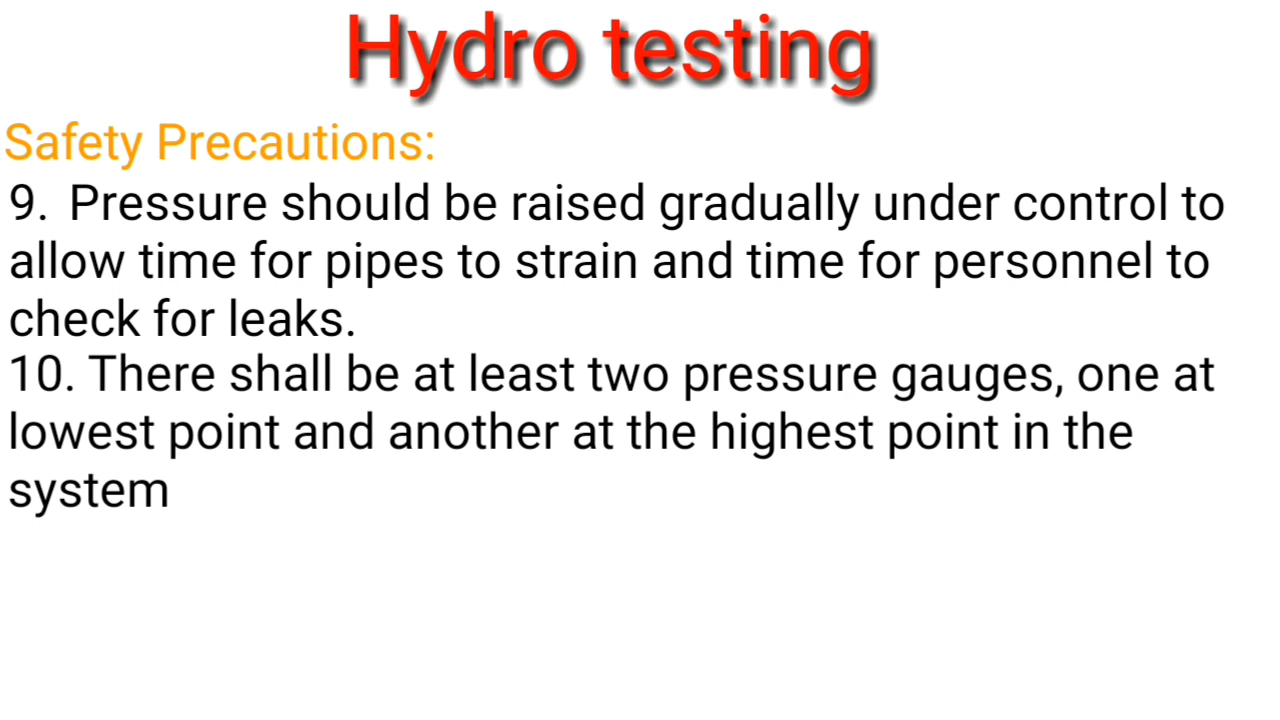 Hydro testing
Safety Precautions:
9. Pressure should be raised gradually under control to
allow time for pipes to strain and time for personnel to
check for leaks.
10. There shall be at least two pressure gauges, one at
lowest point and another at the highest point in the
system